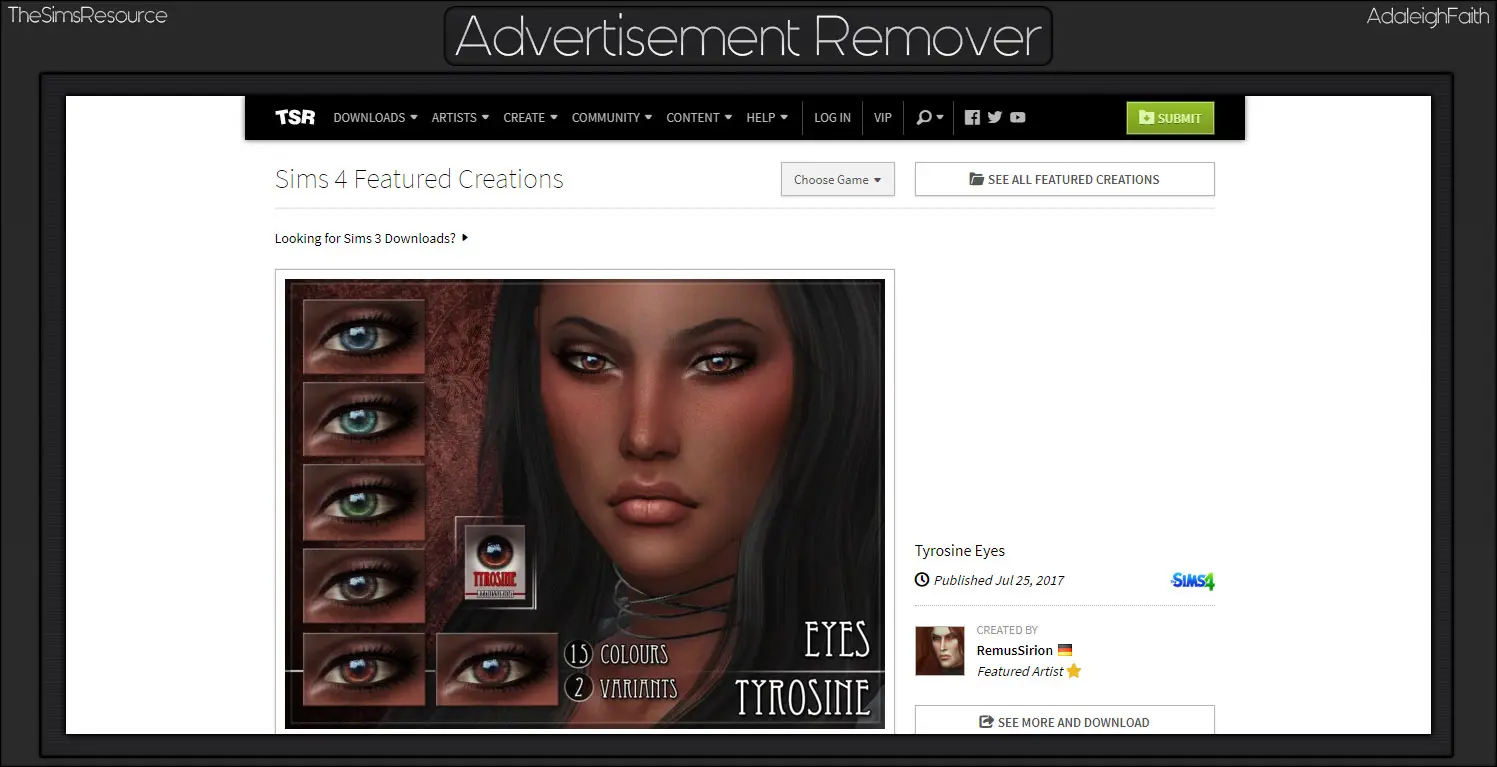 TheSimsResource
Advertisement Remover
AdaleighFaith
TSR DOWNLOADS ARTISTS CREATE COMMUNITY CONTENT HELP LOG IN VIP SUBMIT
Sims 4 Featured Creations
Choose Game
SEE ALL FEATURED CREATIONS
Looking for Sims 3 Downloads?
TYROSINE
15 COLOURS
2 VARIANTS
EYES
TYROSINE
Tyrosine Eyes
Published Jul 25, 2017
SIMS4
CREATED BY
RemusSirion
Featured Artist
SEE MORE AND DOWNLOAD